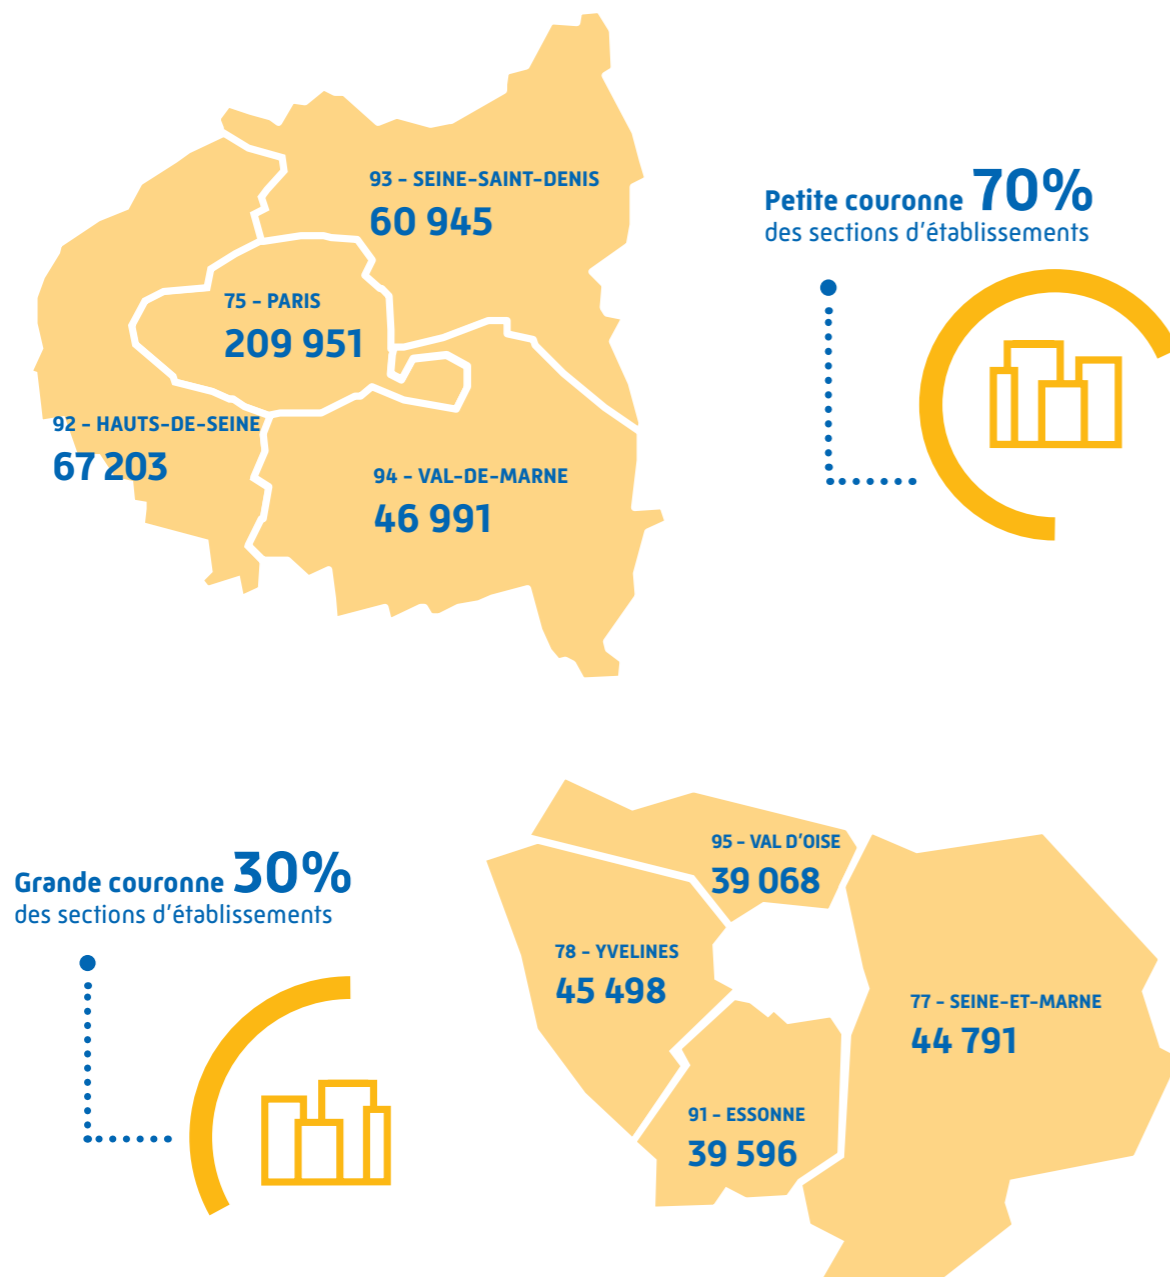 93 - SEINE-SAINT-DENIS
60 945
Petite couronne 70%
des sections d'établissements
75 - PARIS
209 951
92 - HAUTS-DE-SEINE
67 203
94 - VAL-DE-MARNE
46 991
Grande couronne 30%
des sections d'établissements
95 - VAL D'OISE
39 068
78 - YVELINES
45 498
77 - SEINE-ET-MARNE
44 791
91 - ESSONNE
39 596